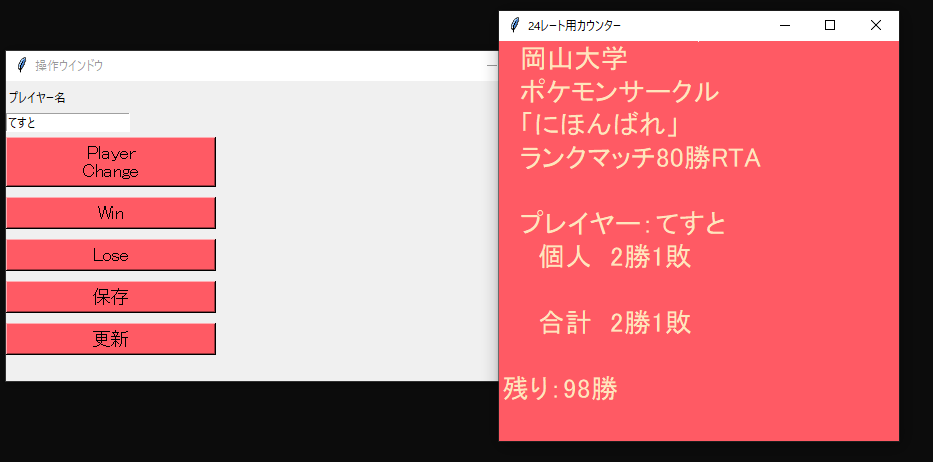 操作ウインドウ
プレイヤー名
てすと
Player
Change
Win
Lose
保存
更新
24レート用カウンター
岡山大学
ポケモンサークル
「にほんばれ」
ランクマッチ80勝RTA
プレイヤー：てすと
個人　2勝1敗
合計　2勝1敗
残り：98勝